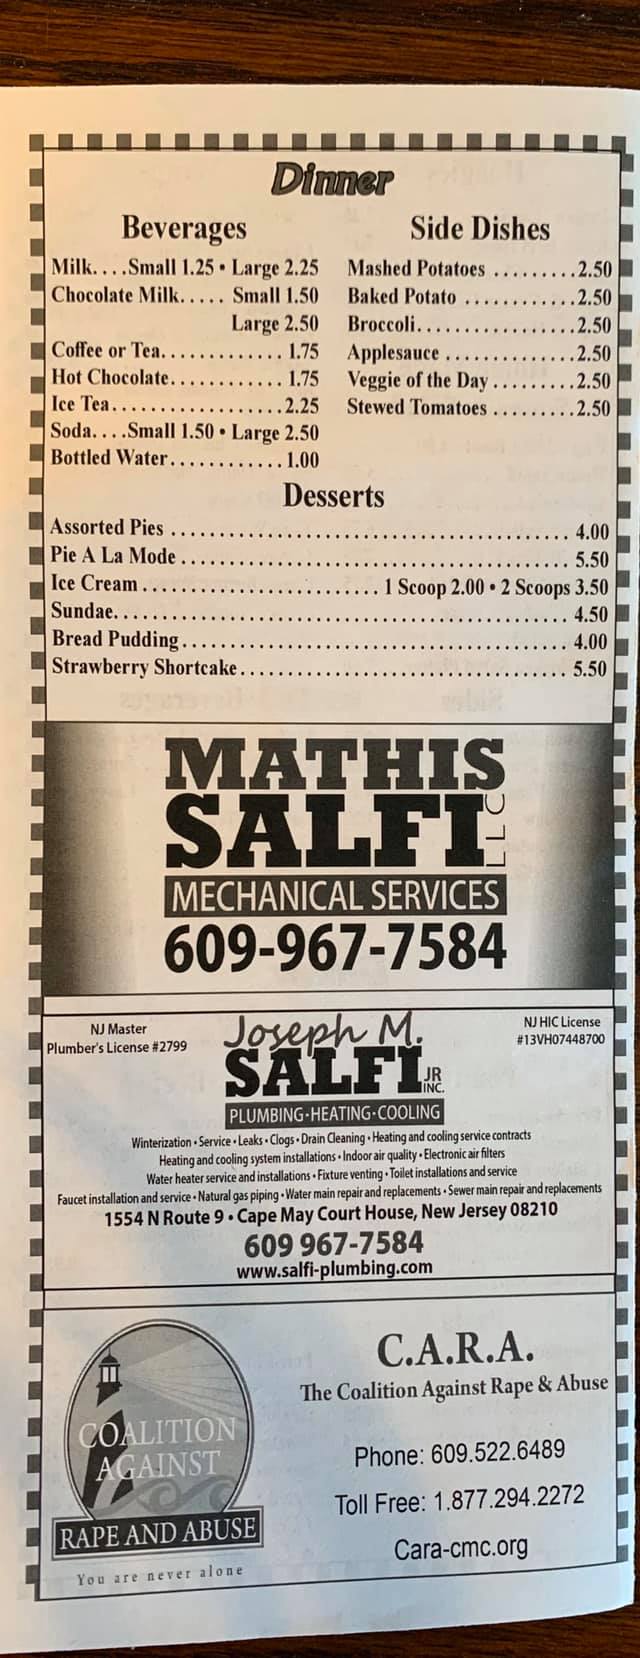 Dinner
Beverages
Milk....Small 1.25 • Large 2.25
Chocolate Milk..... Small 1.50
Large 2.50
Coffee or Tea............. 1.75
Hot Chocolate............ 1.75
Ice Tea..................2.25
Soda....Small 1.50 • Large 2.50
Bottled Water............1.00
Side Dishes
Mashed Potatoes .........2.50
Baked Potato ............2.50
Broccoli.................2.50
Applesauce ..............2.50
Veggie of the Day.........2.50
Stewed Tomatoes .........2.50
Desserts
Assorted Pies ......................................... 4.00
Pie A La Mode ........................................ 5.50
Ice Cream ......................... 1 Scoop 2.00 • 2 Scoops 3.50
Sundae............................................... 4.50
Bread Pudding........................................ 4.00
Strawberry Shortcake.................................. 5.50
MATHIS
SALFI LLC
MECHANICAL SERVICES
609-967-7584
NJ Master
Plumber's License #2799
Joseph M.
SALFI JR INC.
NJ HIC License
#13VH07448700
PLUMBING·HEATING·COOLING
Winterization • Service • Leaks • Clogs • Drain Cleaning • Heating and cooling service contracts
Heating and cooling system installations • Indoor air quality • Electronic air filters
Water heater service and installations • Fixture venting • Toilet installations and service
Faucet installation and service • Natural gas piping • Water main repair and replacements • Sewer main repair and replacements
1554 N Route 9 • Cape May Court House, New Jersey 08210
609 967-7584
www.salfi-plumbing.com
COALITION
AGAINST
RAPE AND ABUSE
You are never alone
C.A.R.A.
The Coalition Against Rape & Abuse
Phone: 609.522.6489
Toll Free: 1.877.294.2272
Cara-cmc.org